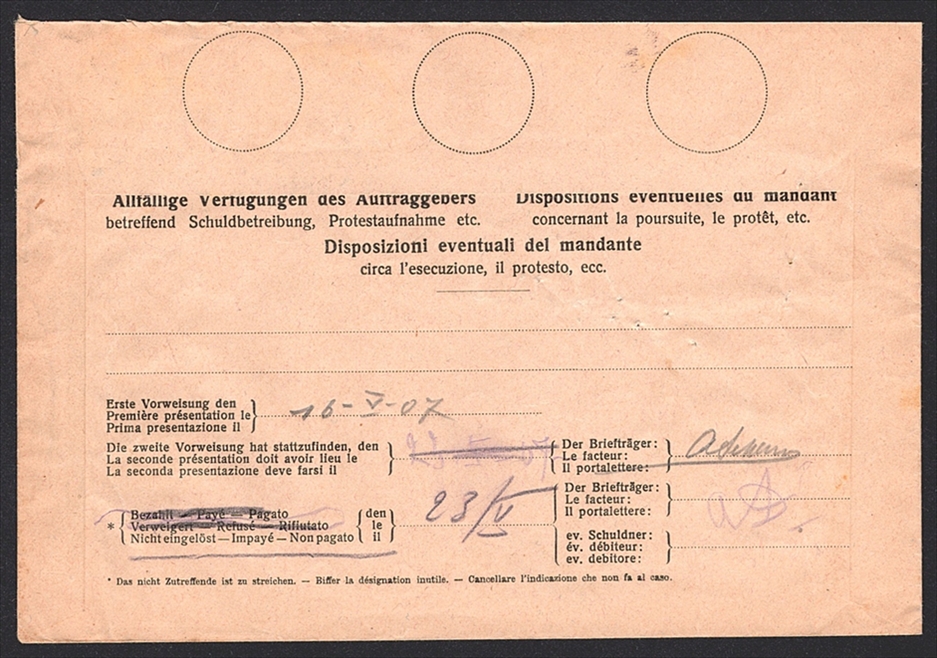 Allfällige Verfügungen des Auftraggebers
betreffend Schuldbetreibung, Protestaufnahme etc.
Dispositions éventuelles du mandant
concernant la poursuite, le protêt, etc.
Disposizioni eventuali del mandante
circa l'esecuzione, il protesto, ecc.
Erste Vorweisung den
Première présentation le
Prima presentazione il
16-V-07
Die zweite Vorweisung hat stattzufinden, den
La seconde présentation doit avoir lieu le
La seconda presentazione deve farsi il
Der Briefträger:
Le facteur:
Il portalettere:
Der Briefträger:
Le facteur:
Il portalettere:
* Bezahlt — Payé — Pagato
Verweigert — Refusé — Rifiutato
Nicht eingelöst — Impayé — Non pagato
den
le
il
23/V
ev. Schuldner:
év. débiteur:
ev. debitore:
* Das nicht Zutreffende ist zu streichen. — Biffer la désignation inutile. — Cancellare l'indicazione che non fa al caso.